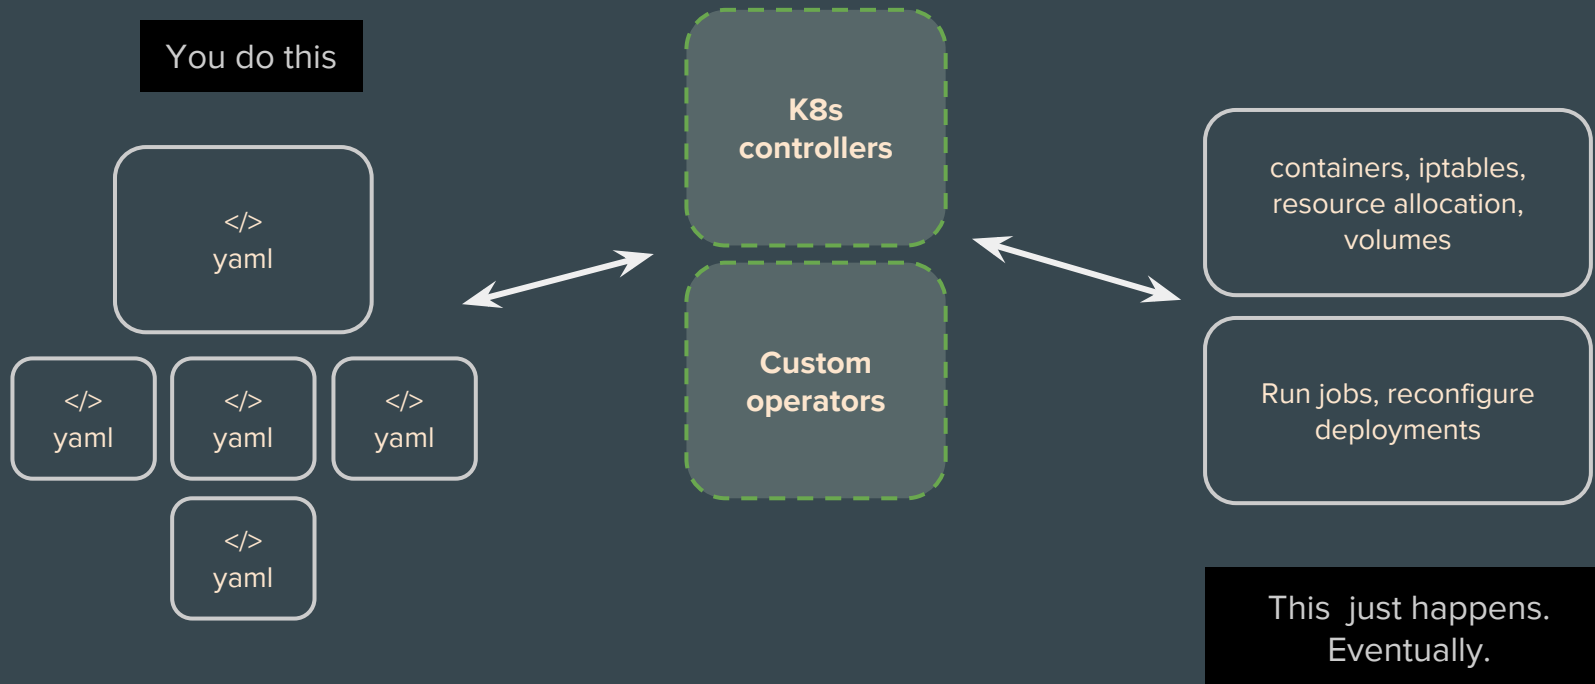 You do this
</>
yaml
</>
yaml
</>
yaml
</>
yaml
</>
yaml
K8s
controllers
Custom
operators
containers, iptables,
resource allocation,
volumes
Run jobs, reconfigure
deployments
This  just happens.
Eventually.